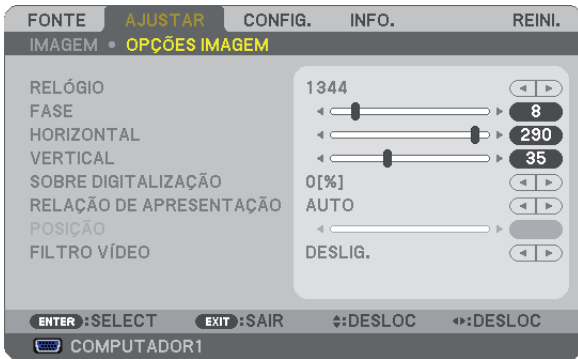 FONTE AJUSTAR CONFIG. INFO. REINI.
IMAGEM • OPÇÕES IMAGEM
RELÓGIO 1344
FASE 8
HORIZONTAL 290
VERTICAL 35
SOBRE DIGITALIZAÇÃO 0[%]
RELAÇÃO DE APRESENTAÇÃO AUTO
POSIÇÃO
FILTRO VÍDEO DESLIG.
ENTER :SELECT EXIT :SAIR :DESLOC :DESLOC
COMPUTADOR1